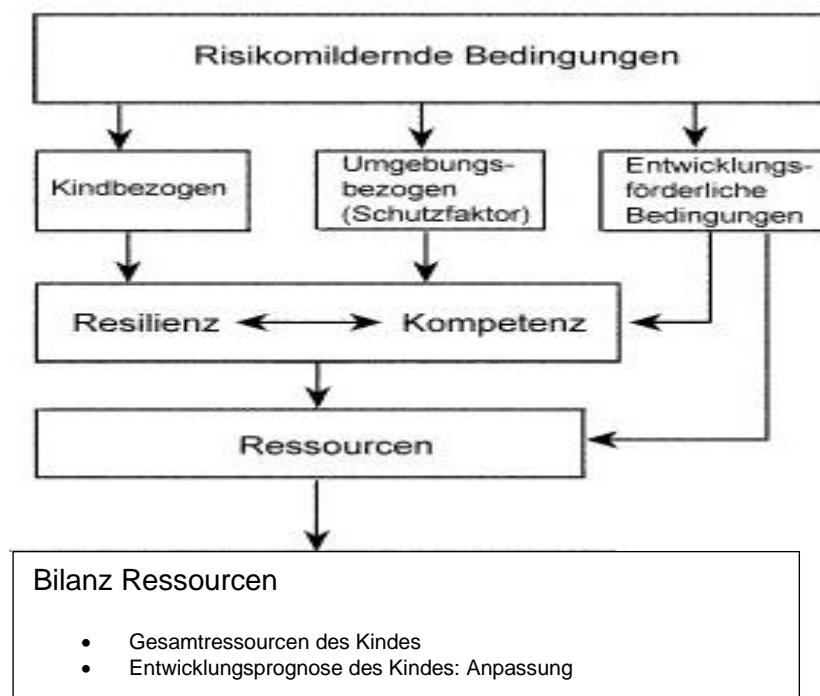 Risikomildernde Bedingungen
Kindbezogen
Umgebungs-
bezogen
(Schutzfaktor)
Entwicklungs-
förderliche
Bedingungen
Resilienz Kompetenz
Ressourcen
Bilanz Ressourcen
• Gesamtressourcen des Kindes
• Entwicklungsprognose des Kindes: Anpassung